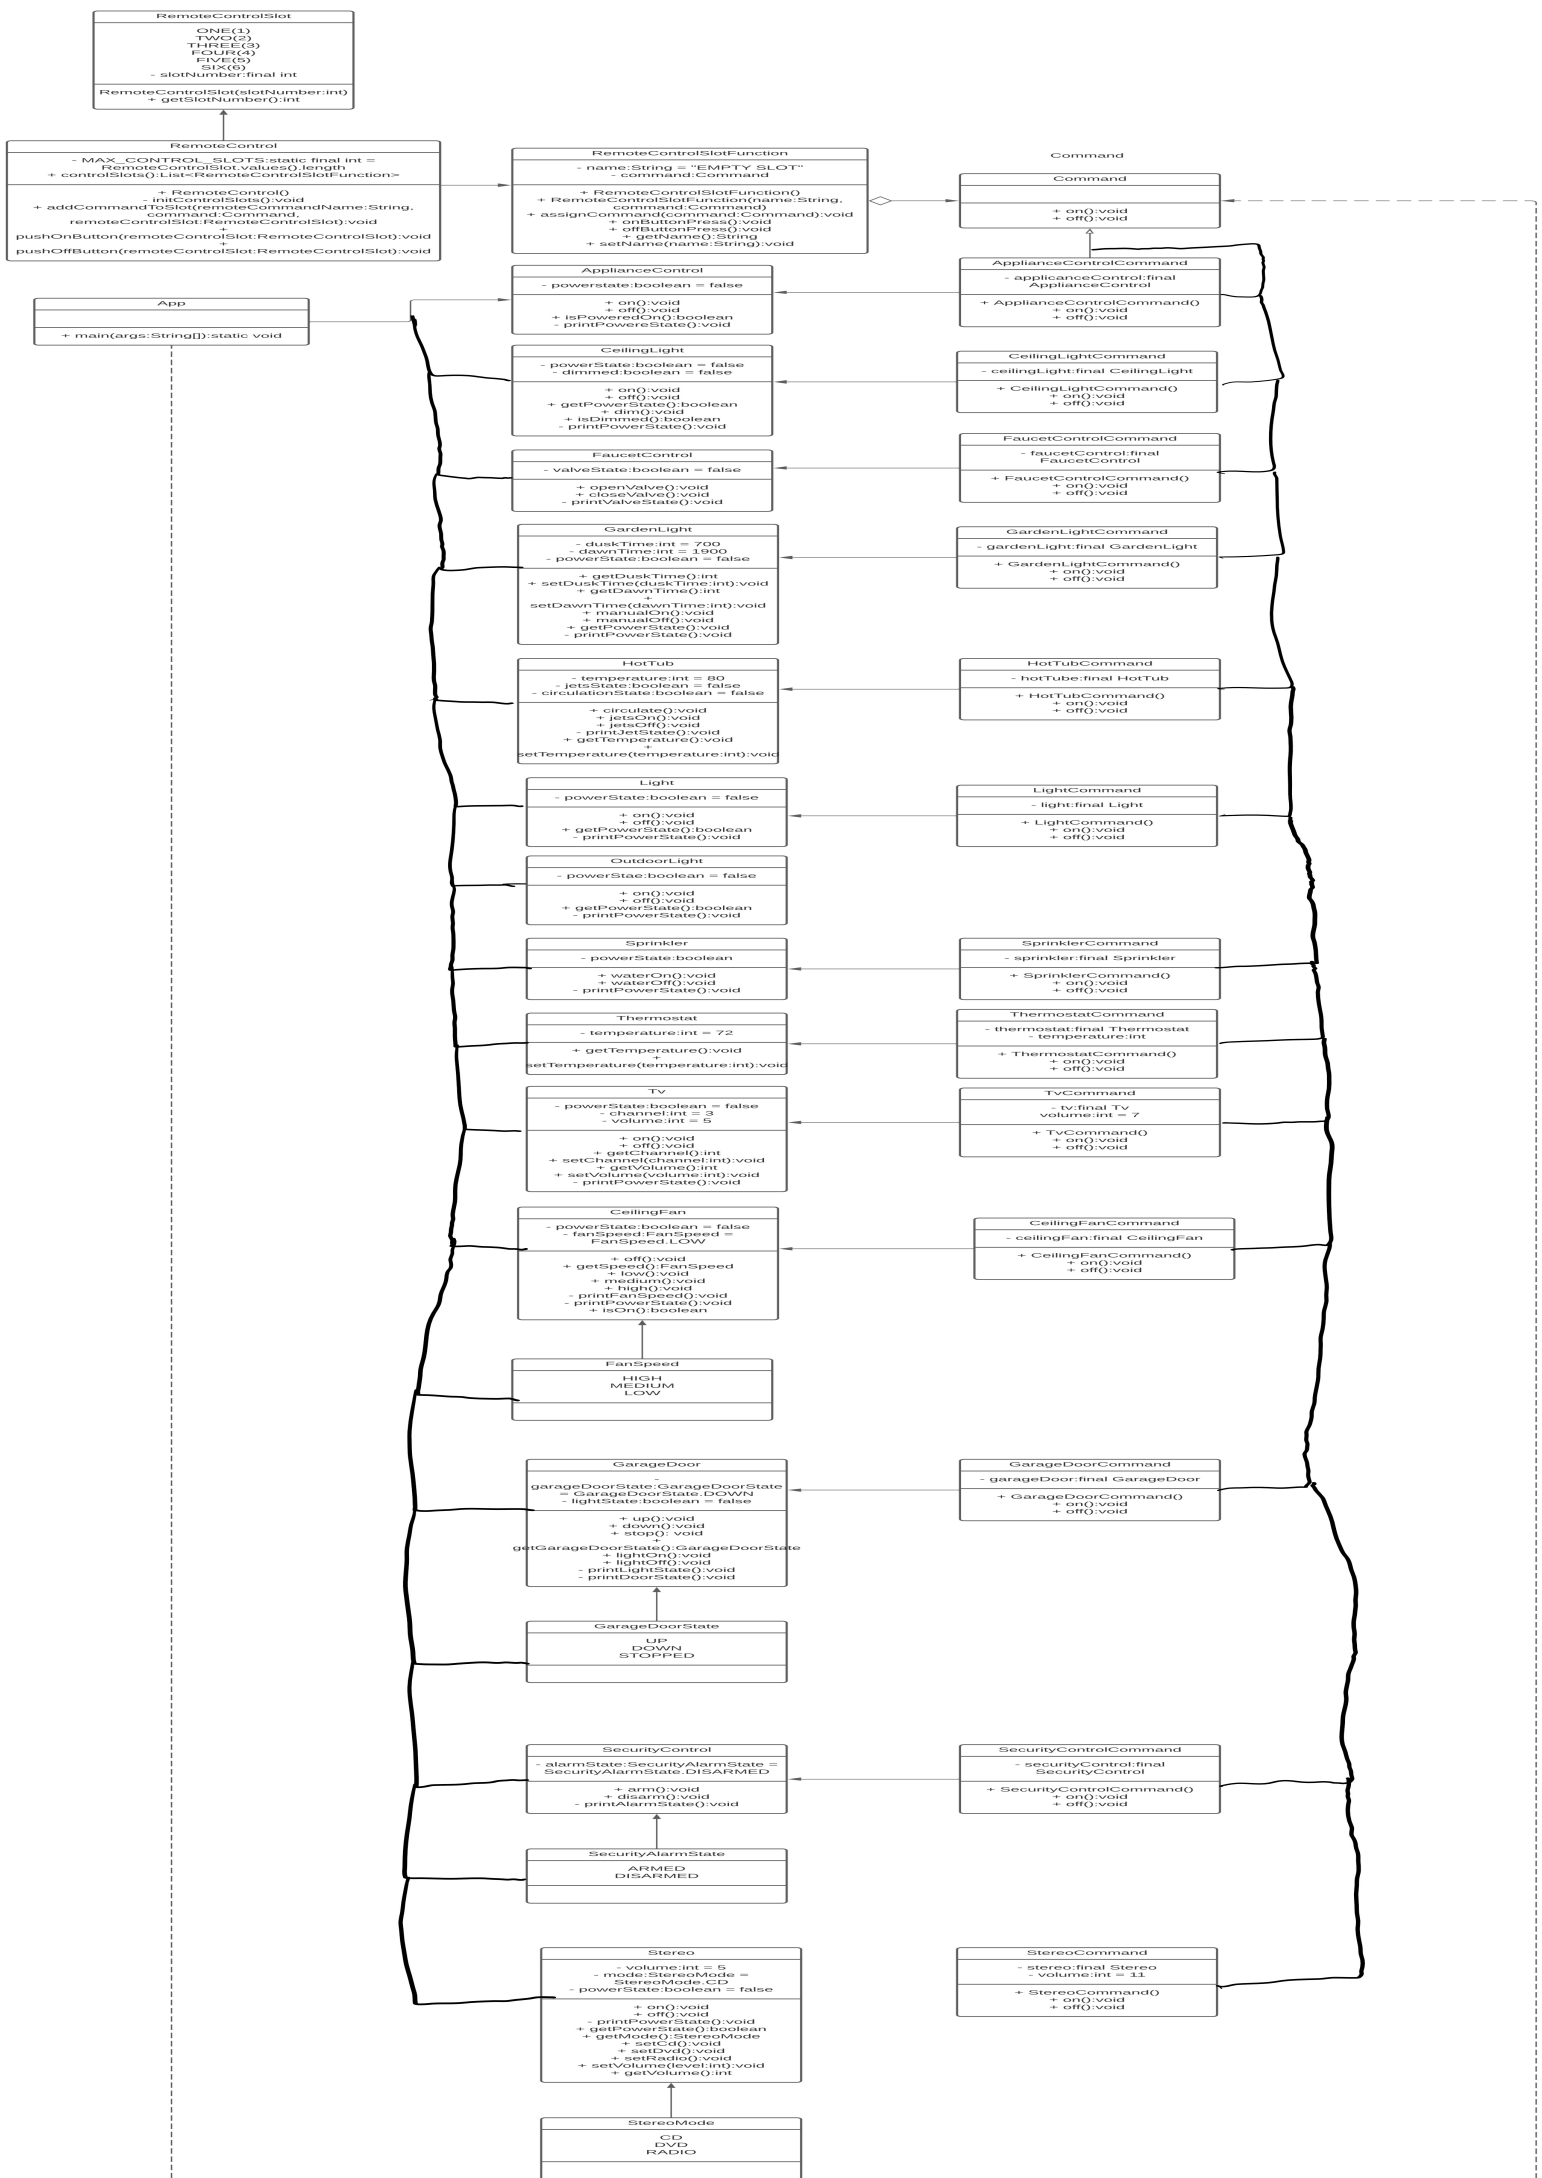 RemoteControlSlot
ONE(1)
TWO(2)
THREE(3)
FOUR(4)
FIVE(5)
SIX(6)
- slotNumber:final int
RemoteControlSlot(slotNumber:int)
+ getSlotNumber():int
RemoteControl
- MAX_CONTROL_SLOTS:static final int =
RemoteControlSlot.values().length
+ controlSlots():List<RemoteControlSlotFunction>
+ RemoteControl()
- initControlSlots():void
+ addCommandToSlot(remoteCommandName:String,
command:Command,
remoteControlSlot:RemoteControlSlot):void
+
pushOnButton(remoteControlSlot:RemoteControlSlot):void
+
pushOffButton(remoteControlSlot:RemoteControlSlot):void
RemoteControlSlotFunction
- name:String = "EMPTY SLOT"
- command:Command
+ RemoteControlSlotFunction()
+ RemoteControlSlotFunction(name:String,
command:Command)
+ assignCommand(command:Command):void
+ onButtonPress():void
+ offButtonPress():void
+ getName():String
+ setName(name:String):void
Command
Command
+ on():void
+ off():void
App
+ main(args:String[]):static void
ApplianceControl
- powerstate:boolean = false
+ on():void
+ off():void
+ isPoweredOn():boolean
- printPowereState():void
ApplianceControlCommand
- applicanceControl:final
ApplianceControl
+ ApplianceControlCommand()
+ on():void
+ off():void
CeilingLight
- powerState:boolean = false
- dimmed:boolean = false
+ on():void
+ off():void
+ getPowerState():boolean
+ dim():void
+ isDimmed():boolean
- printPowerState():void
CeilingLightCommand
- ceilingLight:final CeilingLight
+ CeilingLightCommand()
+ on():void
+ off():void
FaucetControl
- valveState:boolean = false
+ openValve():void
+ closeValve():void
- printValveState():void
FaucetControlCommand
- faucetControl:final
FaucetControl
+ FaucetControlCommand()
+ on():void
+ off():void
GardenLight
- duskTime:int = 700
- dawnTime:int = 1900
- powerState:boolean = false
+ getDuskTime():int
+ setDuskTime(duskTime:int):void
+ getDawnTime():int
+
setDawnTime(dawnTime:int):void
+ manualOn():void
+ manualOff():void
+ getPowerState():void
- printPowerState():void
GardenLightCommand
- gardenLight:final GardenLight
+ GardenLightCommand()
+ on():void
+ off():void
HotTub
- temperature:int = 80
- jetsState:boolean = false
- circulationState:boolean = false
+ circulate():void
+ jetsOn():void
+ jetsOff():void
- printJetState():void
+ getTemperature():void
+
setTemperature(temperature:int):void
HotTubCommand
- hotTube:final HotTub
+ HotTubCommand()
+ on():void
+ off():void
Light
- powerState:boolean = false
+ on():void
+ off():void
+ getPowerState():boolean
- printPowerState():void
LightCommand
- light:final Light
+ LightCommand()
+ on():void
+ off():void
OutdoorLight
- powerStae:boolean = false
+ on():void
+ off():void
+ getPowerState():boolean
- printPowerState():void
Sprinkler
- powerState:boolean
+ waterOn():void
+ waterOff():void
- printPowerState():void
SprinklerCommand
- sprinkler:final Sprinkler
+ SprinklerCommand()
+ on():void
+ off():void
Thermostat
- temperature:int = 72
+ getTemperature():void
+
setTemperature(temperature:int):void
ThermostatCommand
- thermostat:final Thermostat
- temperature:int
+ ThermostatCommand()
+ on():void
+ off():void
Tv
- powerState:boolean = false
- channel:int = 3
- volume:int = 5
+ on():void
+ off():void
+ getChannel():int
+ setChannel(channel:int):void
+ getVolume():int
+ setVolume(volume:int):void
- printPowerState():void
TvCommand
- tv:final Tv
volume:int = 7
+ TvCommand()
+ on():void
+ off():void
CeilingFan
- powerState:boolean = false
- fanSpeed:FanSpeed =
FanSpeed.LOW
+ off():void
+ getSpeed():FanSpeed
+ low():void
+ medium():void
+ high():void
- printFanSpeed():void
- printPowerState():void
+ isOn():boolean
CeilingFanCommand
- ceilingFan:final CeilingFan
+ CeilingFanCommand()
+ on():void
+ off():void
FanSpeed
HIGH
MEDIUM
LOW
GarageDoor
-
garageDoorState:GarageDoorState
= GarageDoorState.DOWN
- lightState:boolean = false
+ up():void
+ down():void
+ stop(): void
+
getGarageDoorState():GarageDoorState
+ lightOn():void
+ lightOff():void
- printLightState():void
- printDoorState():void
GarageDoorCommand
- garageDoor:final GarageDoor
+ GarageDoorCommand()
+ on():void
+ off():void
GarageDoorState
UP
DOWN
STOPPED
SecurityControl
- alarmState:SecurityAlarmState =
SecurityAlarmState.DISARMED
+ arm():void
+ disarm():void
- printAlarmState():void
SecurityControlCommand
- securityControl:final
SecurityControl
+ SecurityControlCommand()
+ on():void
+ off():void
SecurityAlarmState
ARMED
DISARMED
Stereo
- volume:int = 5
- mode:StereoMode =
StereoMode.CD
- powerState:boolean = false
+ on():void
+ off():void
- printPowerState():void
+ getPowerState():boolean
+ getMode():StereoMode
+ setCd():void
+ setDvd():void
+ setRadio():void
+ setVolume(level:int):void
+ getVolume():int
StereoCommand
- stereo:final Stereo
- volume:int = 11
+ StereoCommand()
+ on():void
+ off():void
StereoMode
CD
DVD
RADIO